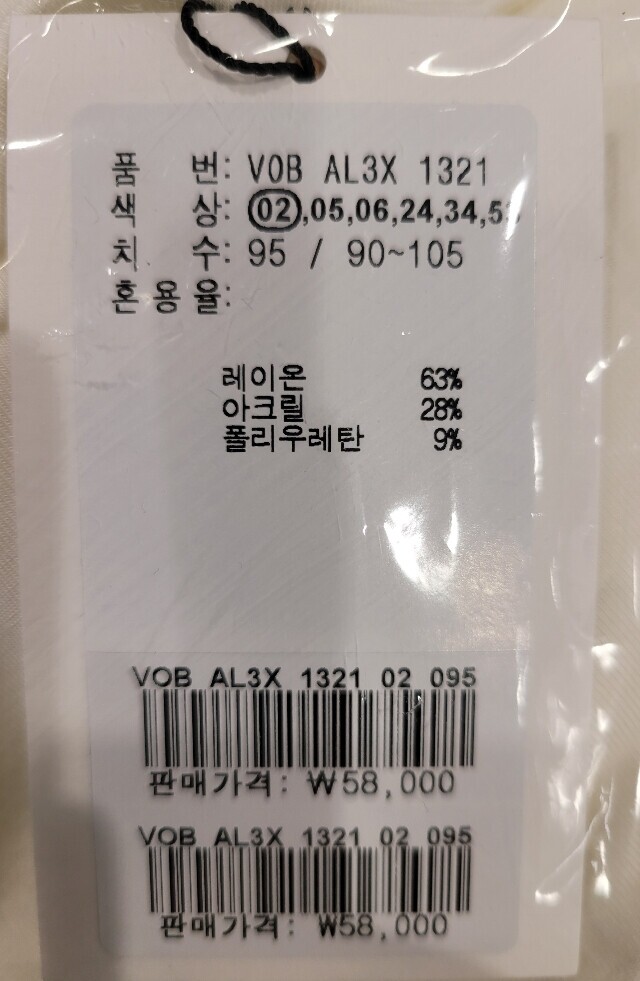 품 번: VOB AL3X 1321
색 상: 02,05,06,24,34,
치 수: 95 / 90~105
혼용율:
레이온 63%
아크릴 28%
폴리우레탄 9%
VOB AL3X 1321 02 095
판매가격: ₩58,000
VOB AL3X 1321 02 095
판매가격: ₩58,000